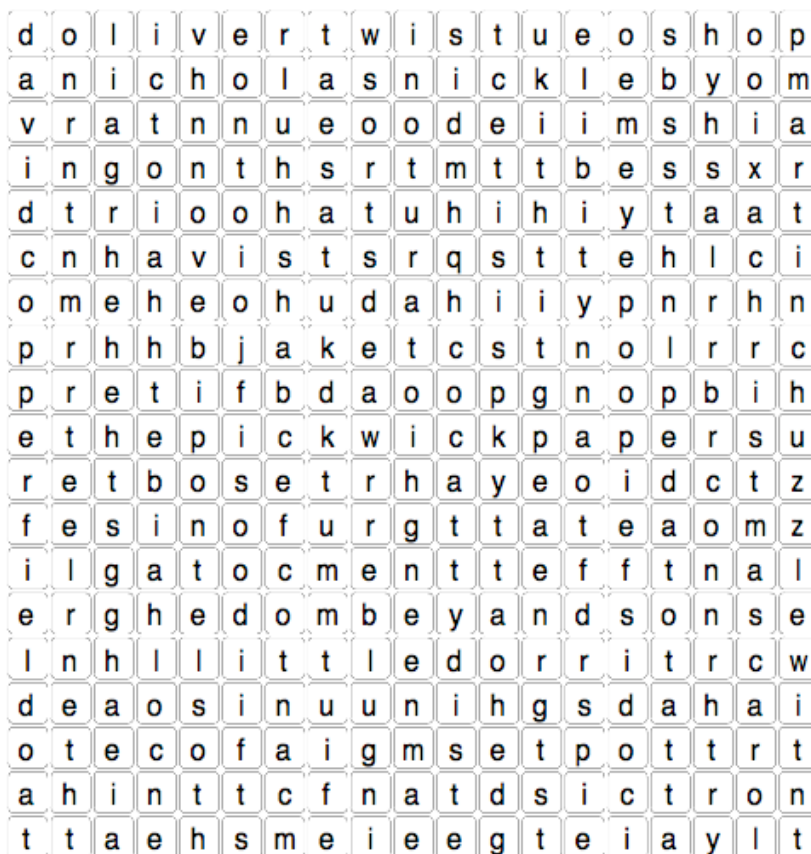 d o l i v e r t w i s t u e o s h o p
a n i c h o l a s n i c k l e b y o m
v r a t n n u e o o d e i i m s h i a
i n g o n t h s r t m t t b e s s x r
d t r i o o h a t u h i h i y t a a t
c n h a v i s t s r q s t t e h l c i
o m e h e o h u d a h i i y p n r h n
p r h h b j a k e t c s t n o l r r c
p r e t i f b d a o o p g n o p b i h
e t h e p i c k w i c k p a p e r s u
r e t b o s e t r h a y e o i d c t z
f e s i n o f u r g t t a t e a o m z
i l g a t o c m e n t t e f f t n a l
e r g h e d o m b e y a n d s o n s e
l n h l l i t t l e d o r r i t r c w
d e a o s i n u u n i h g s d a h a i
o t e c o f a i g m s e t p o t t r t
a h i n t t c f n a t d s i c t r o n
t t a e h s m e i e e g t e i a y l t